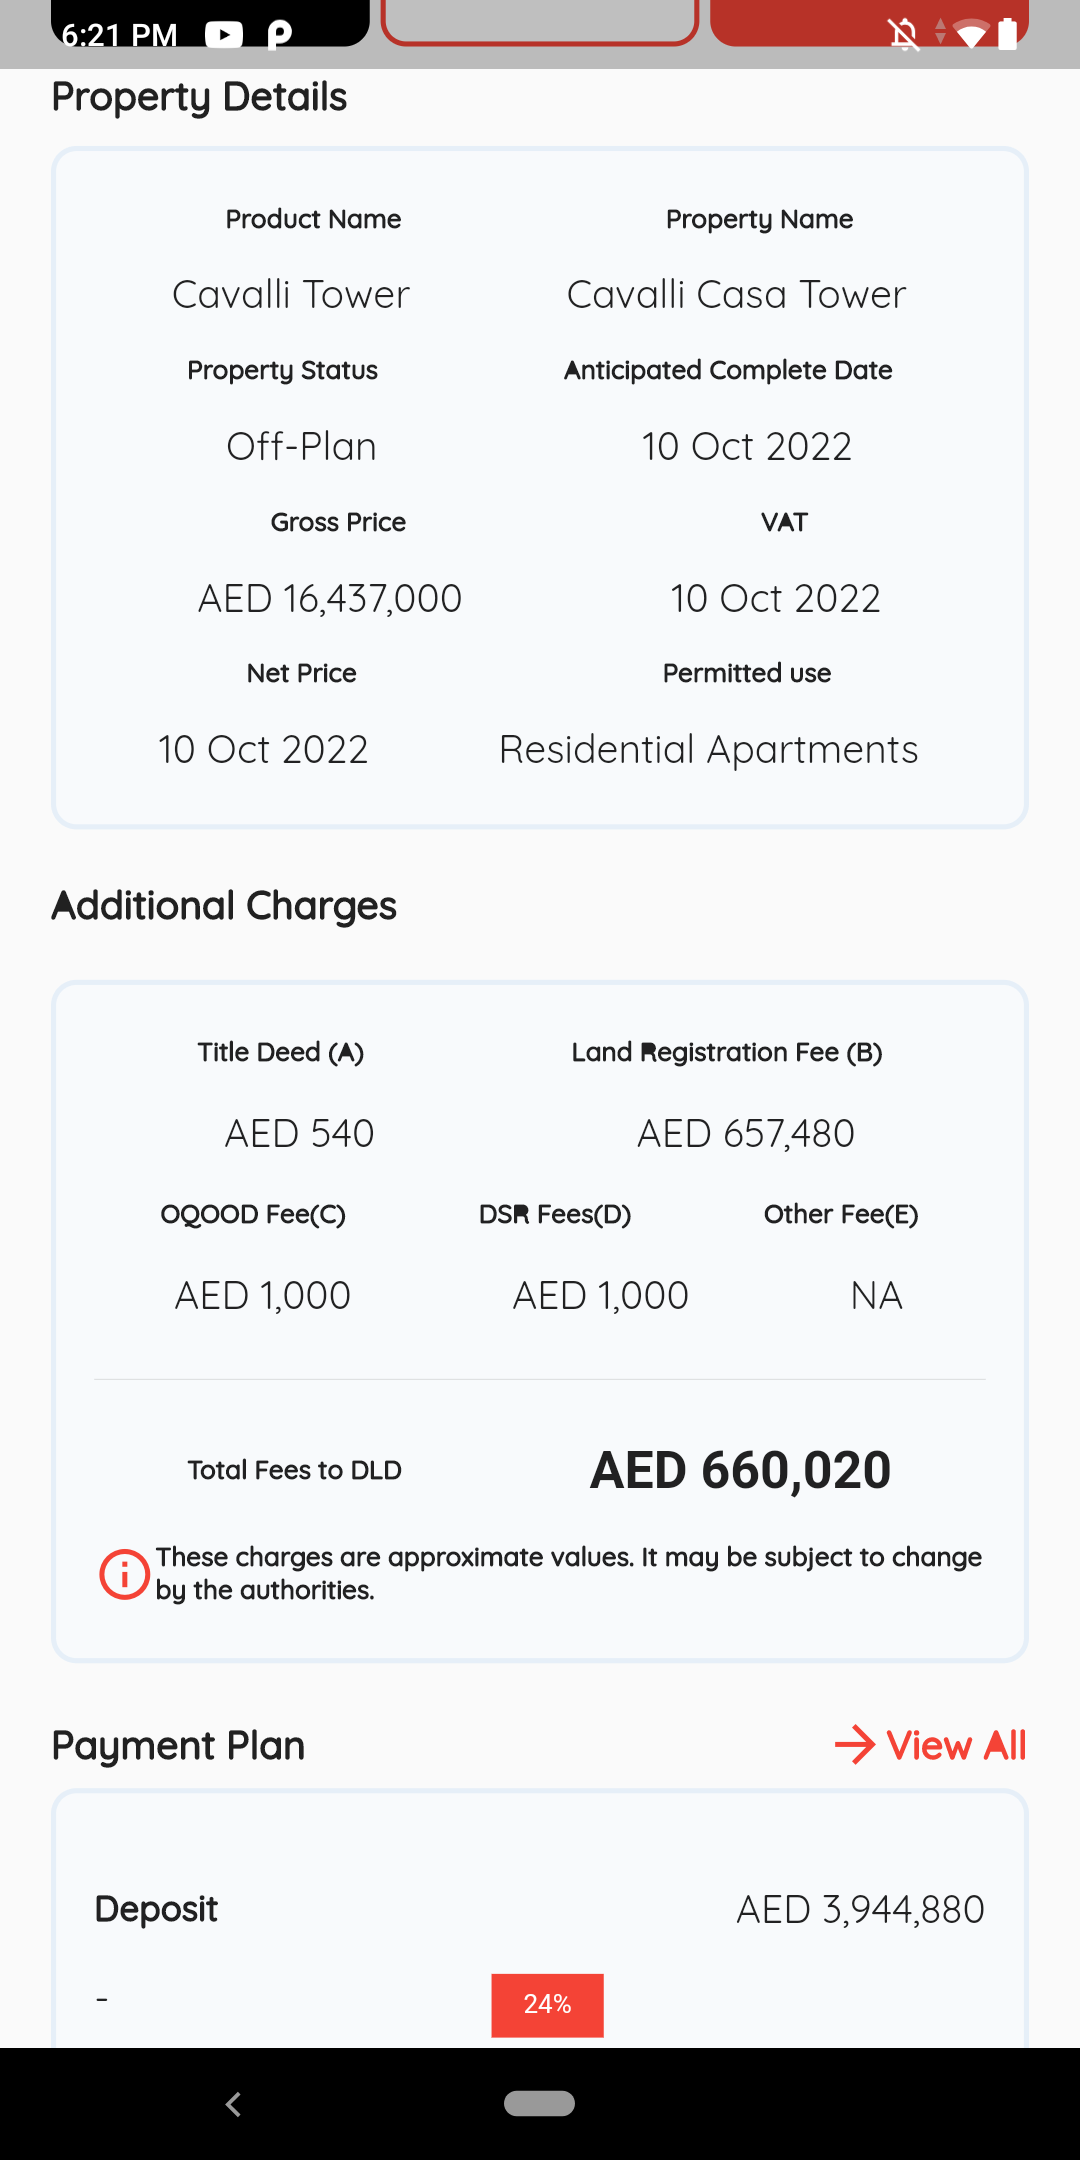 6:21 PM
Property Details
Product Name Property Name
Cavalli Tower Cavalli Casa Tower
Property Status Anticipated Complete Date
Off-Plan 10 Oct 2022
Gross Price VAT
AED 16,437,000 10 Oct 2022
Net Price Permitted use
10 Oct 2022 Residential Apartments
Additional Charges
Title Deed (A) Land Registration Fee (B)
AED 540 AED 657,480
OQOOD Fee(C) DSR Fees(D) Other Fee(E)
AED 1,000 AED 1,000 NA
Total Fees to DLD AED 660,020
These charges are approximate values. It may be subject to change
by the authorities.
Payment Plan View All
Deposit AED 3,944,880
- 24%